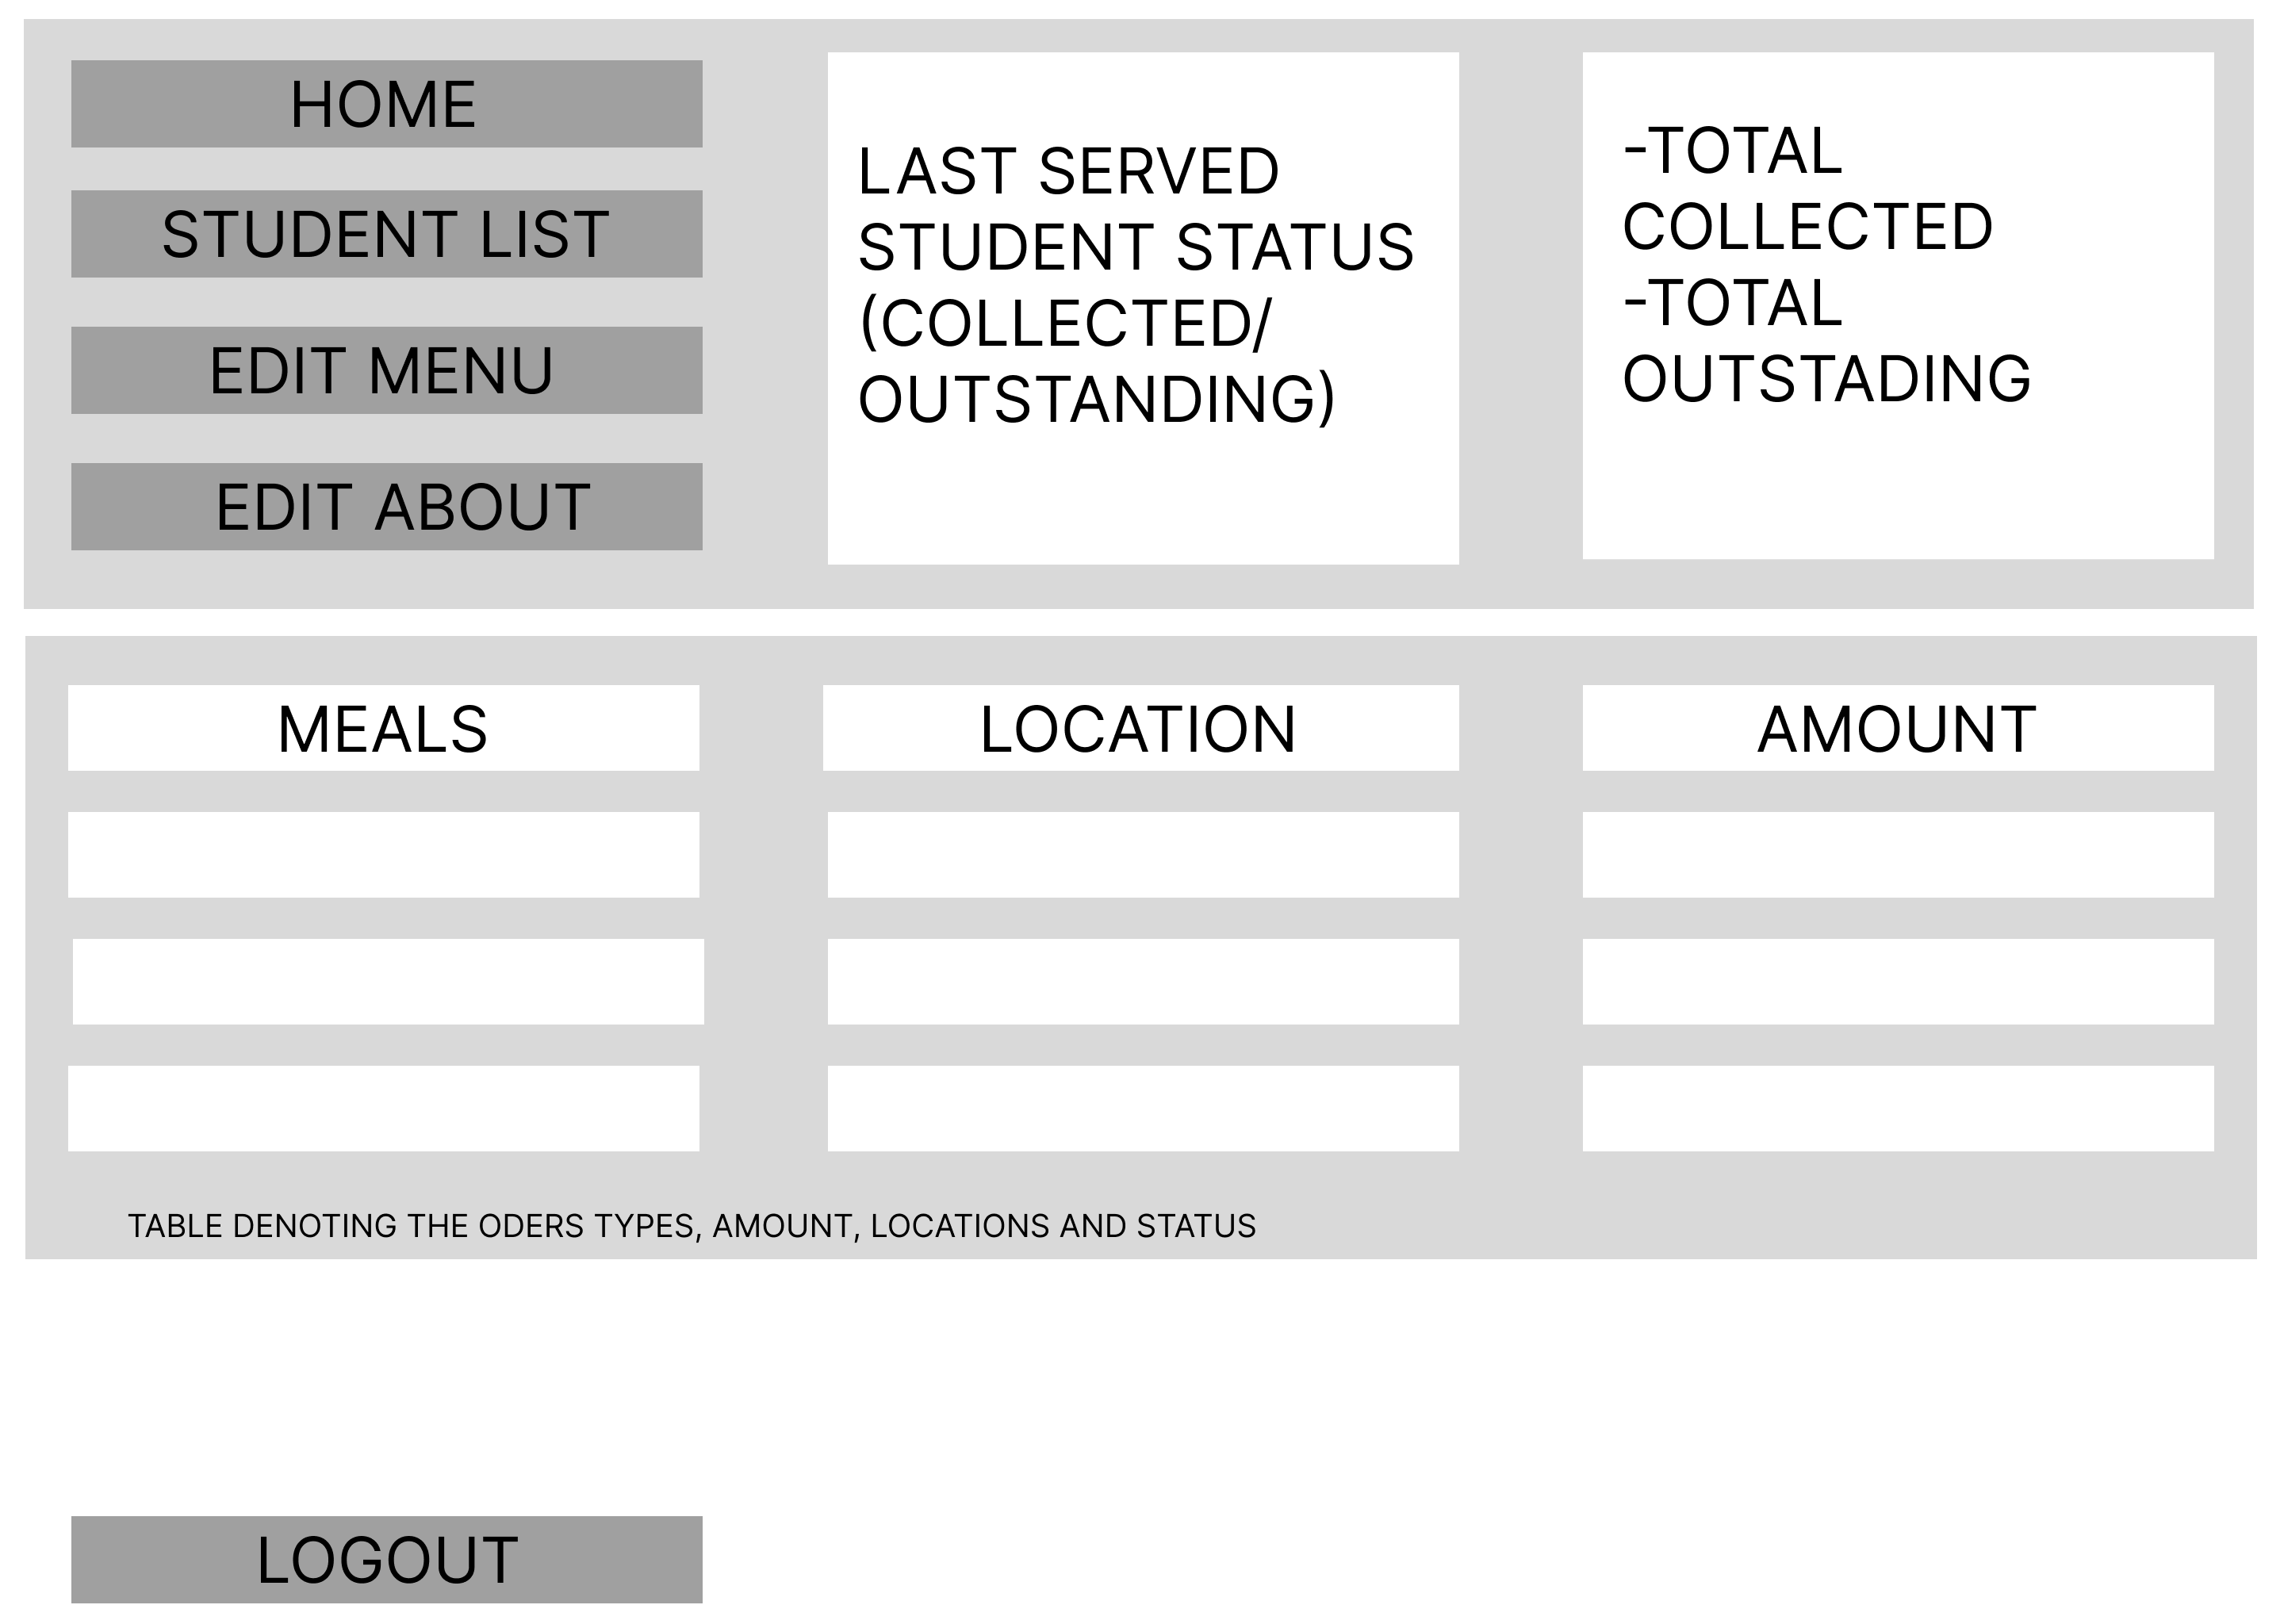 HOME
STUDENT LIST
EDIT MENU
EDIT ABOUT
LAST SERVED
STUDENT STATUS
(COLLECTED/
OUTSTANDING)
-TOTAL
COLLECTED
-TOTAL
OUTSTADING
MEALS
LOCATION
AMOUNT
TABLE DENOTING THE ODERS TYPES, AMOUNT, LOCATIONS AND STATUS
LOGOUT